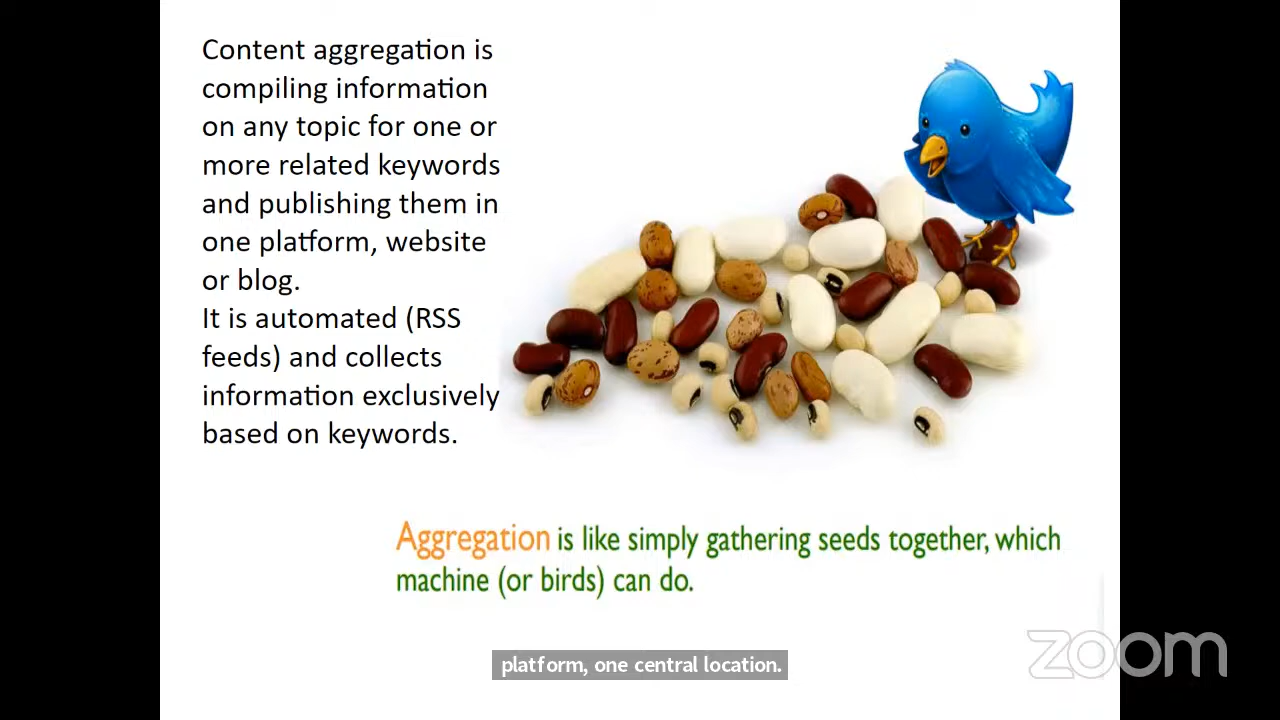 Content aggregation is
compiling information
on any topic for one or
more related keywords
and publishing them in
one platform, website
or blog.
It is automated (RSS
feeds) and collects
information exclusively
based on keywords.
Aggregation is like simply gathering seeds together, which
machine (or birds) can do.
platform, one central location.
zoom